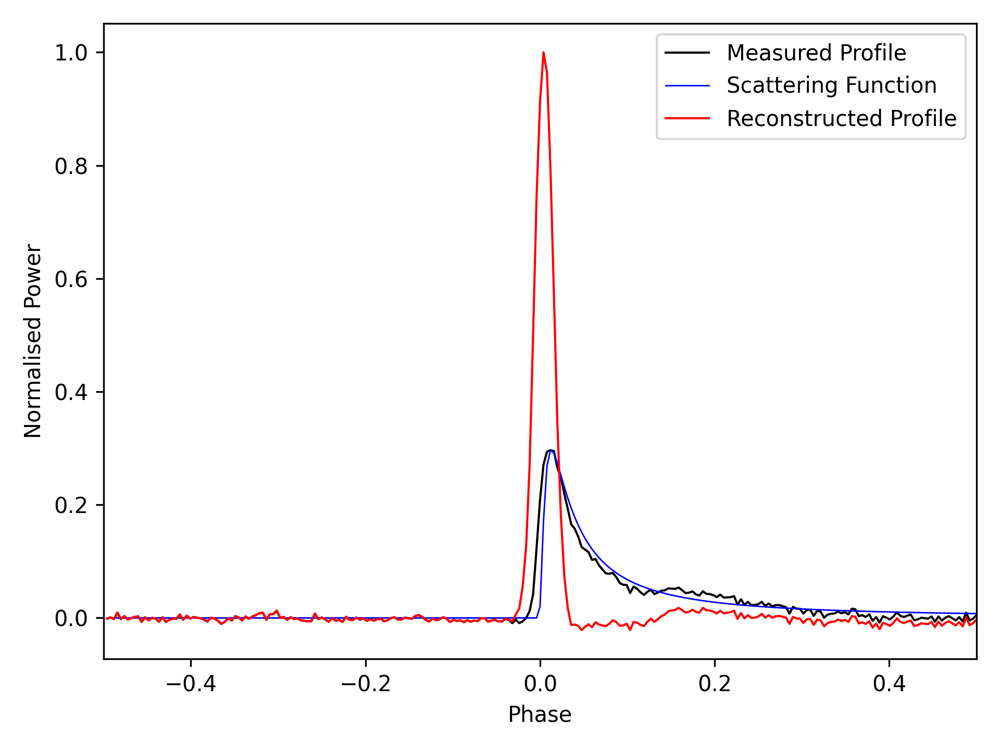 Measured Profile
Scattering Function
Reconstructed Profile
1.0
0.8
0.6
0.4
0.2
0.0
Normalised Power
−0.4 −0.2 0.0 0.2 0.4
Phase